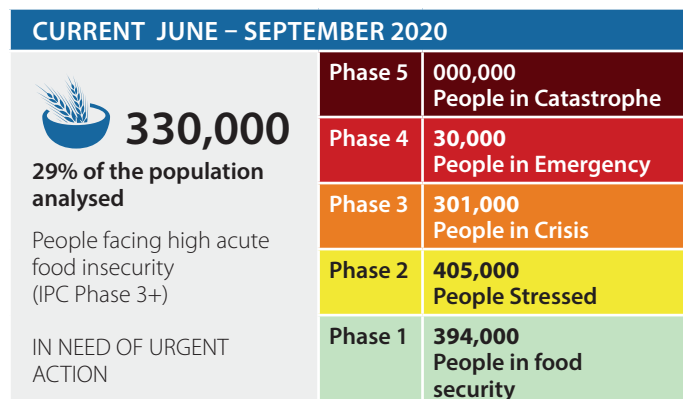 CURRENT JUNE – SEPTEMBER 2020
330,000
29% of the population
analysed
People facing high acute
food insecurity
(IPC Phase 3+)
IN NEED OF URGENT
ACTION
Phase 5
000,000
People in Catastrophe
Phase 4
30,000
People in Emergency
Phase 3
301,000
People in Crisis
Phase 2
405,000
People Stressed
Phase 1
394,000
People in food
security